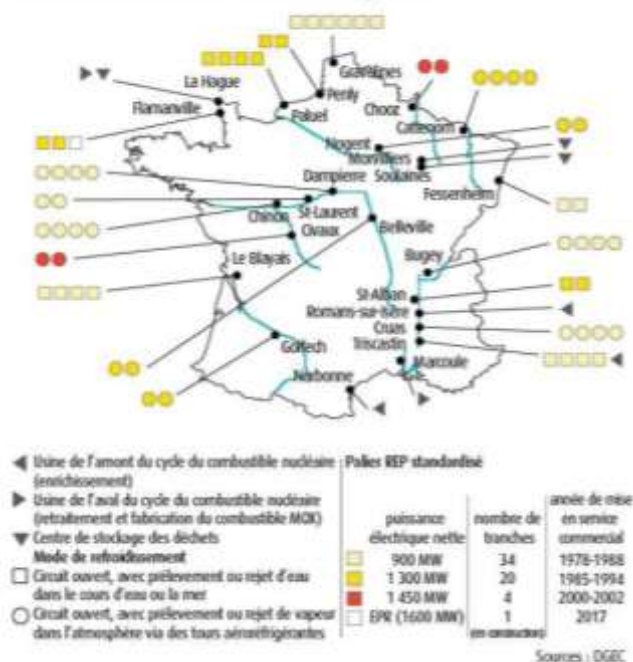 Gravelines
Penly
La Hague
Flamanville
Paluel
Chooz
Cattenom
Nogent
Morvilliers
Soulaines
Dampierre
Fessenheim
St-Laurent
Chinon
Civaux
Belleville
Bugey
Le Blayais
St-Alban
Romans-sur-Isère
Cruas
Triscastin
Golfech
Marcoule
Narbonne
Usine de l'amont du cycle du combustible nucléaire
(enrichissement)
Usine de l'aval du cycle du combustible nucléaire
(retraitement et fabrication du combustible MOX)
Centre de stockage des déchets
Mode de refroidissement
Circuit ouvert, avec prélevement ou rejet d'eau
dans le cours d'eau ou la mer
Circuit ouvert, avec prélevement ou rejet de vapeur
dans l'atmosphère via des tours aéroréfrigérantes
Palies REP standardisé
puissance électrique nette
nombre de tranches
année de mise en service commercial
900 MW 34 1978-1988
1 300 MW 20 1985-1994
1 450 MW 4 2000-2002
EPR (1600 MW) 1 2017
(en construction)
Sources : DGEC